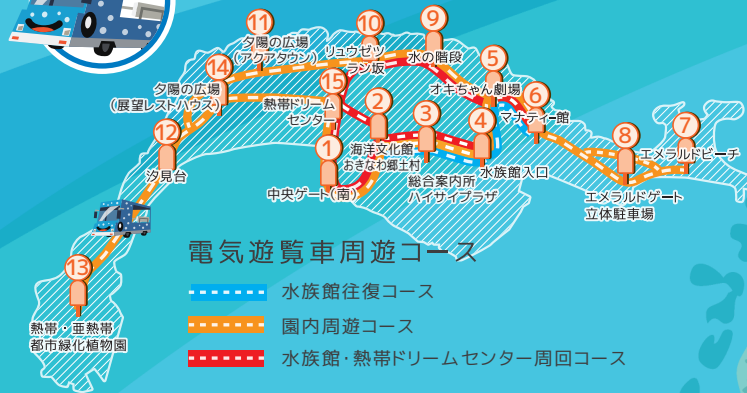 11
夕陽の広場
(アクアタウン)
10
リュウゼツ
ラン坂
9
水の階段
14
夕陽の広場
(展望レストハウス)
15
熱帯ドリーム
センター
5
オキちゃん劇場
6
マナティー館
2
海洋文化館
おきなわ郷土村
3
総合案内所
ハイサイプラザ
4
水族館入口
8
エメラルドゲート
立体駐車場
7
エメラルドビーチ
12
汐見台
1
中央ゲート(南)
13
熱帯・亜熱帯
都市緑化植物園
電気遊覧車周遊コース
水族館往復コース
園内周遊コース
水族館・熱帯ドリームセンター周回コース